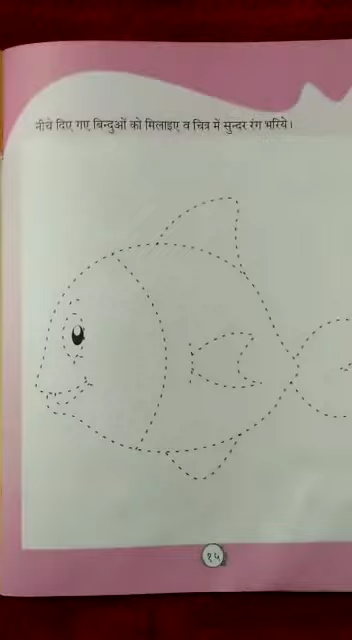 नीचे दिए गए बिन्दुओं को मिलाइए व चित्र में सुन्दर रंग भरिये।
१५